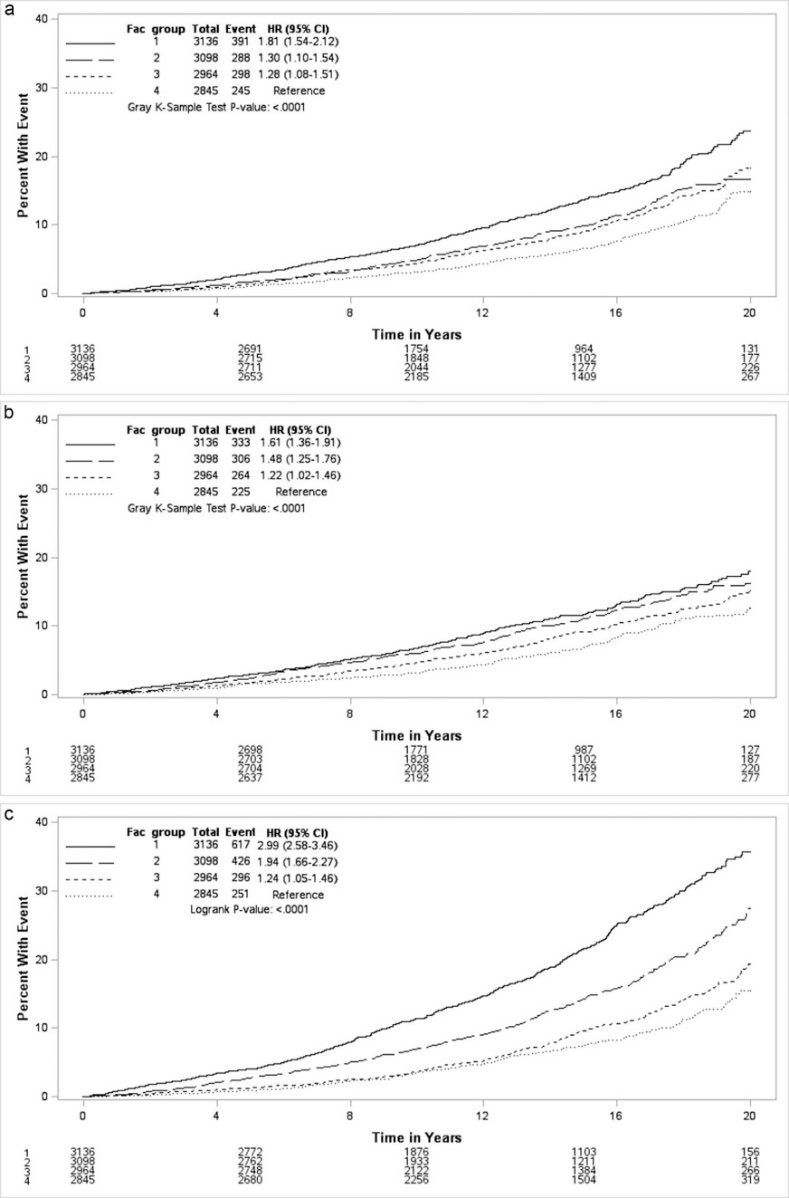 a
40
Fac group Total Event HR (95% CI)
1 3136 391 1.81 (1.54-2.12)
2 3098 288 1.30 (1.10-1.54)
3 2964 298 1.28 (1.08-1.51)
4 2845 245 Reference
Gray K-Sample Test P-value: <.0001
30
Percent With Event
20
10
0
0 4 8 12 16 20
Time in Years
1 3136 2691 1754 964 131
2 3098 2715 1848 1102 177
3 2964 2711 2044 1277 226
4 2845 2653 2185 1409 267
b
40
Fac group Total Event HR (95% CI)
1 3136 333 1.61 (1.36-1.91)
2 3098 306 1.48 (1.25-1.76)
3 2964 264 1.22 (1.02-1.46)
4 2845 225 Reference
Gray K-Sample Test P-value: <.0001
30
Percent With Event
20
10
0
0 4 8 12 16 20
Time in Years
1 3136 2698 1771 987 127
2 3098 2703 1828 1102 187
3 2964 2704 2028 1269 220
4 2845 2637 2192 1412 277
c
40
Fac group Total Event HR (95% CI)
1 3136 617 2.99 (2.58-3.46)
2 3098 426 1.94 (1.66-2.27)
3 2964 296 1.24 (1.05-1.46)
4 2845 251 Reference
Logrank P-value: <.0001
30
Percent With Event
20
10
0
0 4 8 12 16 20
Time in Years
1 3136 2772 1876 1103 156
2 3098 2762 1933 1211 211
3 2964 2748 2122 1384 266
4 2845 2680 2256 1504 319